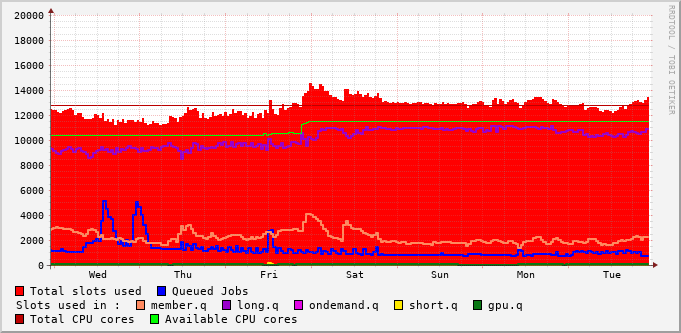 20000
18000
16000
14000
12000
10000
8000
6000
4000
2000
0
Wed Thu Fri Sat Sun Mon Tue
Total slots used Queued Jobs
Slots used in : member.q long.q ondemand.q short.q gpu.q
Total CPU cores Available CPU cores
RRDTOOL / TOBI OETIKER